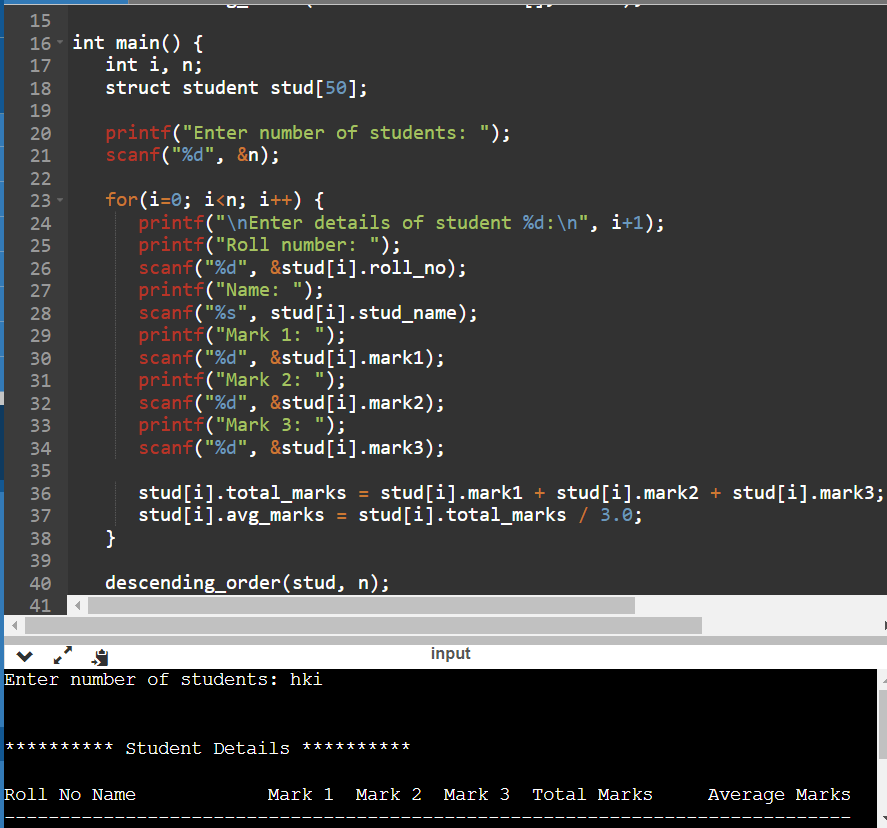 15
16 int main() {
17 int i, n;
18 struct student stud[50];
19
20 printf("Enter number of students: ");
21 scanf("%d", &n);
22
23 for(i=0; i<n; i++) {
24 printf("\nEnter details of student %d:\n", i+1);
25 printf("Roll number: ");
26 scanf("%d", &stud[i].roll_no);
27 printf("Name: ");
28 scanf("%s", stud[i].stud_name);
29 printf("Mark 1: ");
30 scanf("%d", &stud[i].mark1);
31 printf("Mark 2: ");
32 scanf("%d", &stud[i].mark2);
33 printf("Mark 3: ");
34 scanf("%d", &stud[i].mark3);
35
36 stud[i].total_marks = stud[i].mark1 + stud[i].mark2 + stud[i].mark3;
37 stud[i].avg_marks = stud[i].total_marks / 3.0;
38 }
39
40 descending_order(stud, n);
41
input
Enter number of students: hki
********** Student Details **********
Roll No Name Mark 1 Mark 2 Mark 3 Total Marks Average Marks
------------------------------------------------------------------------------